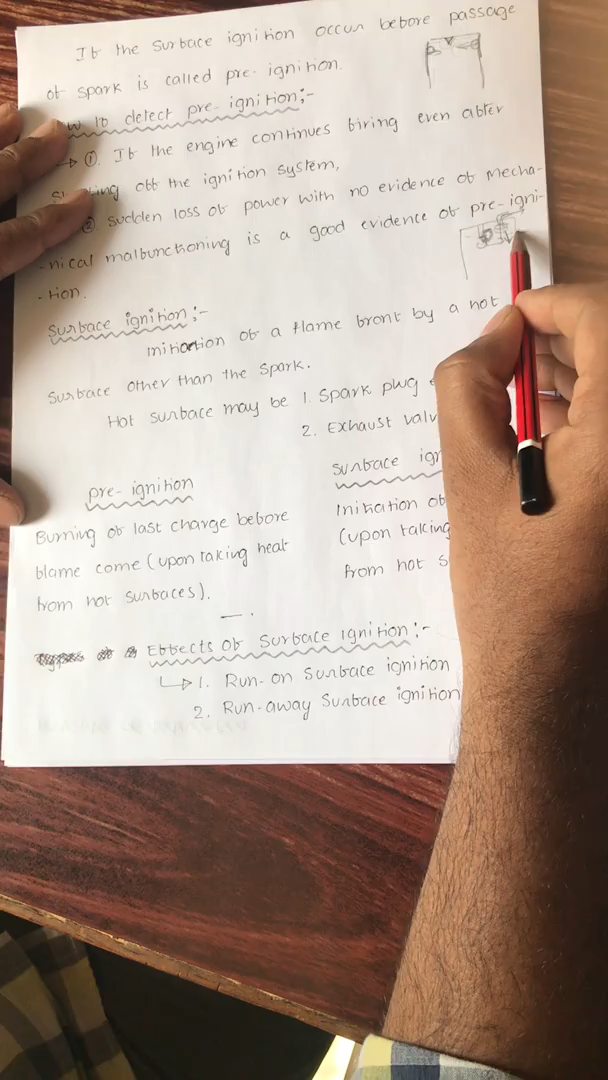 If the surface ignition occur before passage
of spark is called pre-ignition.
to detect pre-ignition:-
→ ①. If the engine continues firing even after
off the ignition system,
②. Sudden loss of power with no evidence of mecha-
-nical malfunctioning is a good evidence of pre-igni-
-tion.
Surface ignition:-
initiation of a flame front by a hot
surface other than the spark.
Hot surface may be 1. Spark plug
2. Exhaust
pre-ignition
Burning of last charge before
flame come (upon taking heat
from hot surfaces).
surface
Initiation of
(upon taking
from hot
Effects of surface ignition:-
↳ 1. Run-on surface ignition
2. Run-away surface ignition